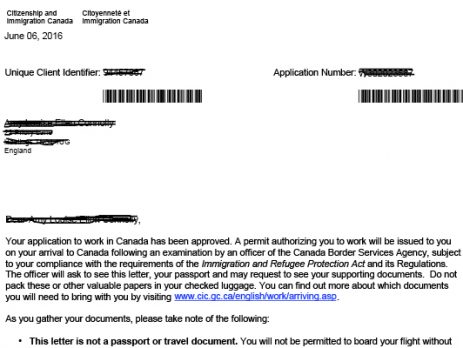 Citizenship and Citoyenneté et
Immigration Canada Immigration Canada
June 06, 2016
Unique Client Identifier: Application Number:
England
Your application to work in Canada has been approved. A permit authorizing you to work will be issued to you
on your arrival to Canada following an examination by an officer of the Canada Border Services Agency, subject
to your compliance with the requirements of the Immigration and Refugee Protection Act and its Regulations.
The officer will ask to see this letter, your passport and may request to see your supporting documents. Do not
pack these or other valuable papers in your checked luggage. You can find out more about which documents
you will need to bring with you by visiting www.cic.gc.ca/english/work/arriving.asp.
As you gather your documents, please take note of the following:
• This letter is not a passport or travel document. You will not be permitted to board your flight without